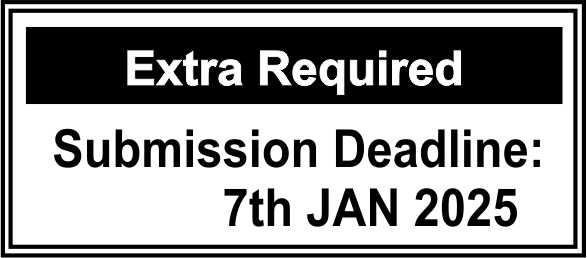 Extra Required
Submission Deadline:
7th JAN 2025